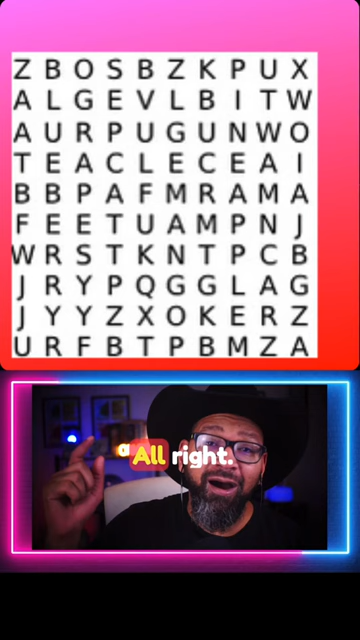 Z B O S B Z K P U X
A L G E V L B I T W
A U R P U G U N W O
T E A C L E C E A I
B B P A F M R A M A
F E E T U A M P N J
W R S T K N T P C B
J R Y P Q G G L A G
J Y Y Z X O K E R Z
U R F B T P B M Z A
All right.